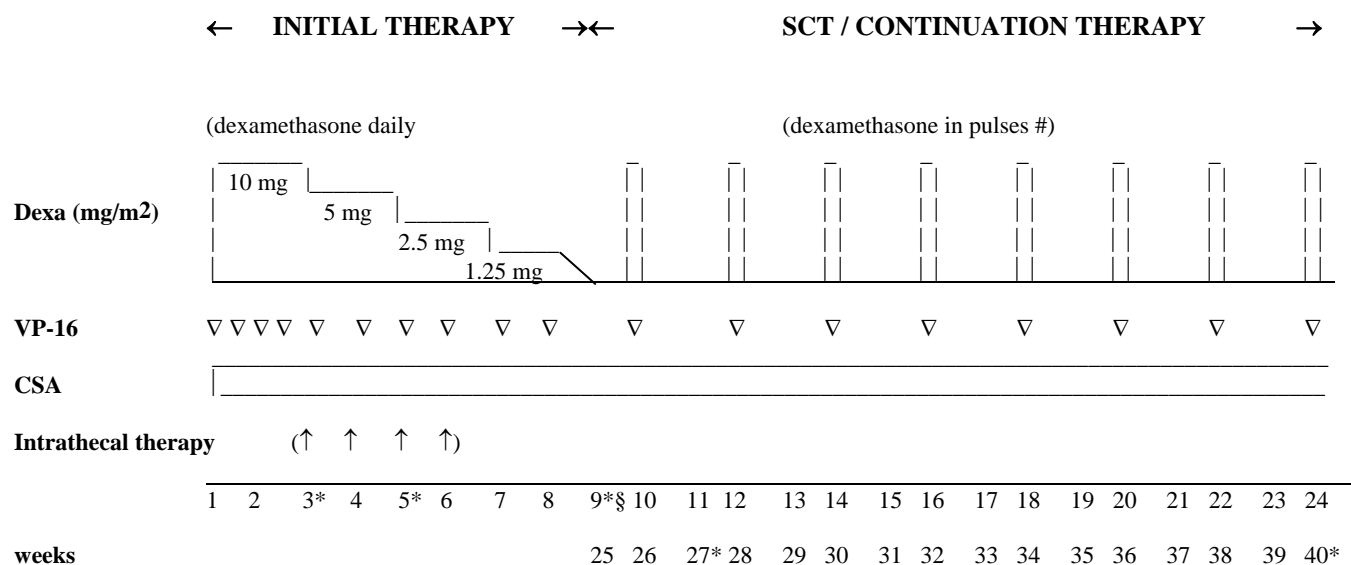 ← INITIAL THERAPY →← SCT / CONTINUATION THERAPY →
(dexamethasone daily (dexamethasone in pulses #)
10 mg
Dexa (mg/m2) 5 mg
2.5 mg
1.25 mg
VP-16 ∇ ∇ ∇ ∇ ∇ ∇ ∇ ∇ ∇ ∇ ∇ ∇ ∇ ∇ ∇ ∇ ∇ ∇
CSA
Intrathecal therapy (↑ ↑ ↑ ↑)
1 2 3* 4 5* 6 7 8 9*§ 10 11 12 13 14 15 16 17 18 19 20 21 22 23 24
weeks 25 26 27* 28 29 30 31 32 33 34 35 36 37 38 39 40*